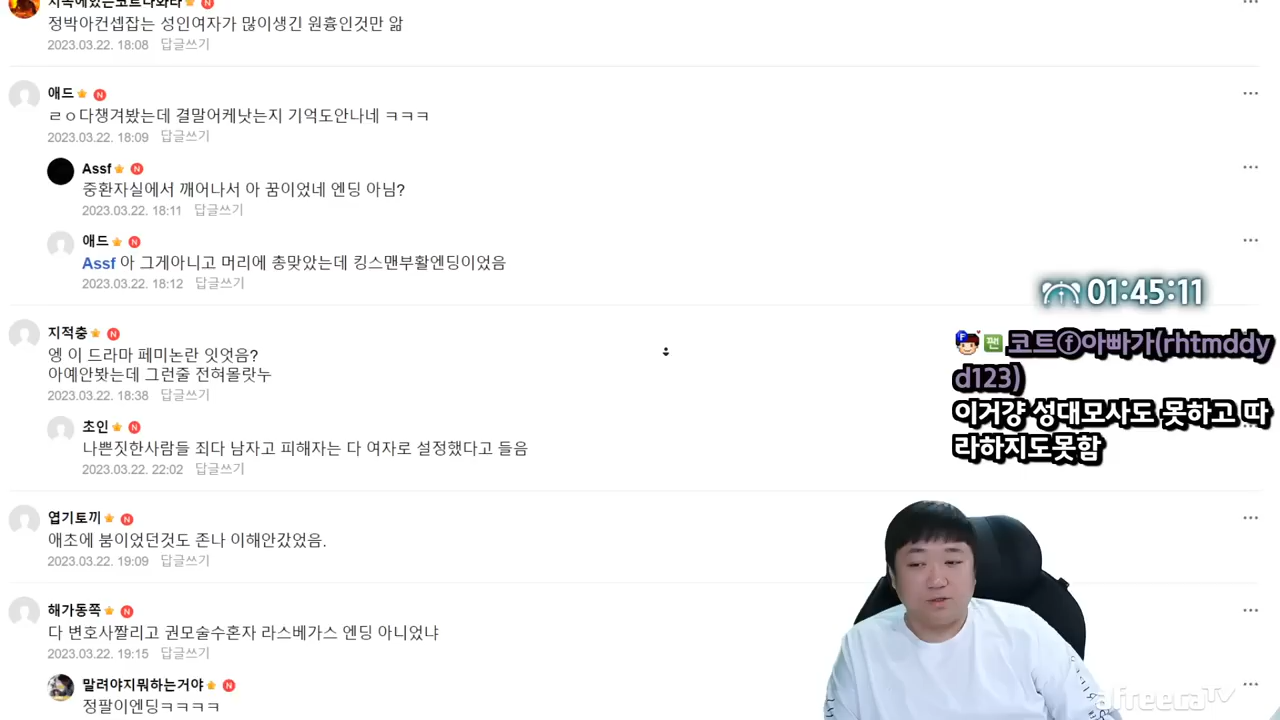 정박아컨셉잡는 성인여자가 많이생긴 원흉인것만 앎
2023.03.22. 18:08 답글쓰기
애드
ㄹㅇ다챙겨봤는데 결말어케낫는지 기억도안나네 ㅋㅋㅋ
2023.03.22. 18:09 답글쓰기
Assf
중환자실에서 깨어나서 아 꿈이었네 엔딩 아님?
2023.03.22. 18:11 답글쓰기
애드
Assf 아 그게아니고 머리에 총맞았는데 킹스맨부활엔딩이었음
2023.03.22. 18:12 답글쓰기
01:45:11
지적충
엥 이 드라마 페미논란 잇엇음?
아예안봣는데 그런줄 전혀몰랏누
2023.03.22. 18:38 답글쓰기
팬 코트ⓕ아빠가(rhtmddy
d123)
이거걍 성대모사도 못하고 따
라하지도못함
초인
나쁜짓한사람들 죄다 남자고 피해자는 다 여자로 설정했다고 들음
2023.03.22. 22:02 답글쓰기
엽기토끼
애초에 붐이었던것도 존나 이해안갔었음.
2023.03.22. 19:09 답글쓰기
해가동쪽
다 변호사짤리고 권모술수혼자 라스베가스 엔딩 아니었냐
2023.03.22. 19:15 답글쓰기
말려야지뭐하는거야
정팔이엔딩ㅋㅋㅋㅋ
afreecaTV